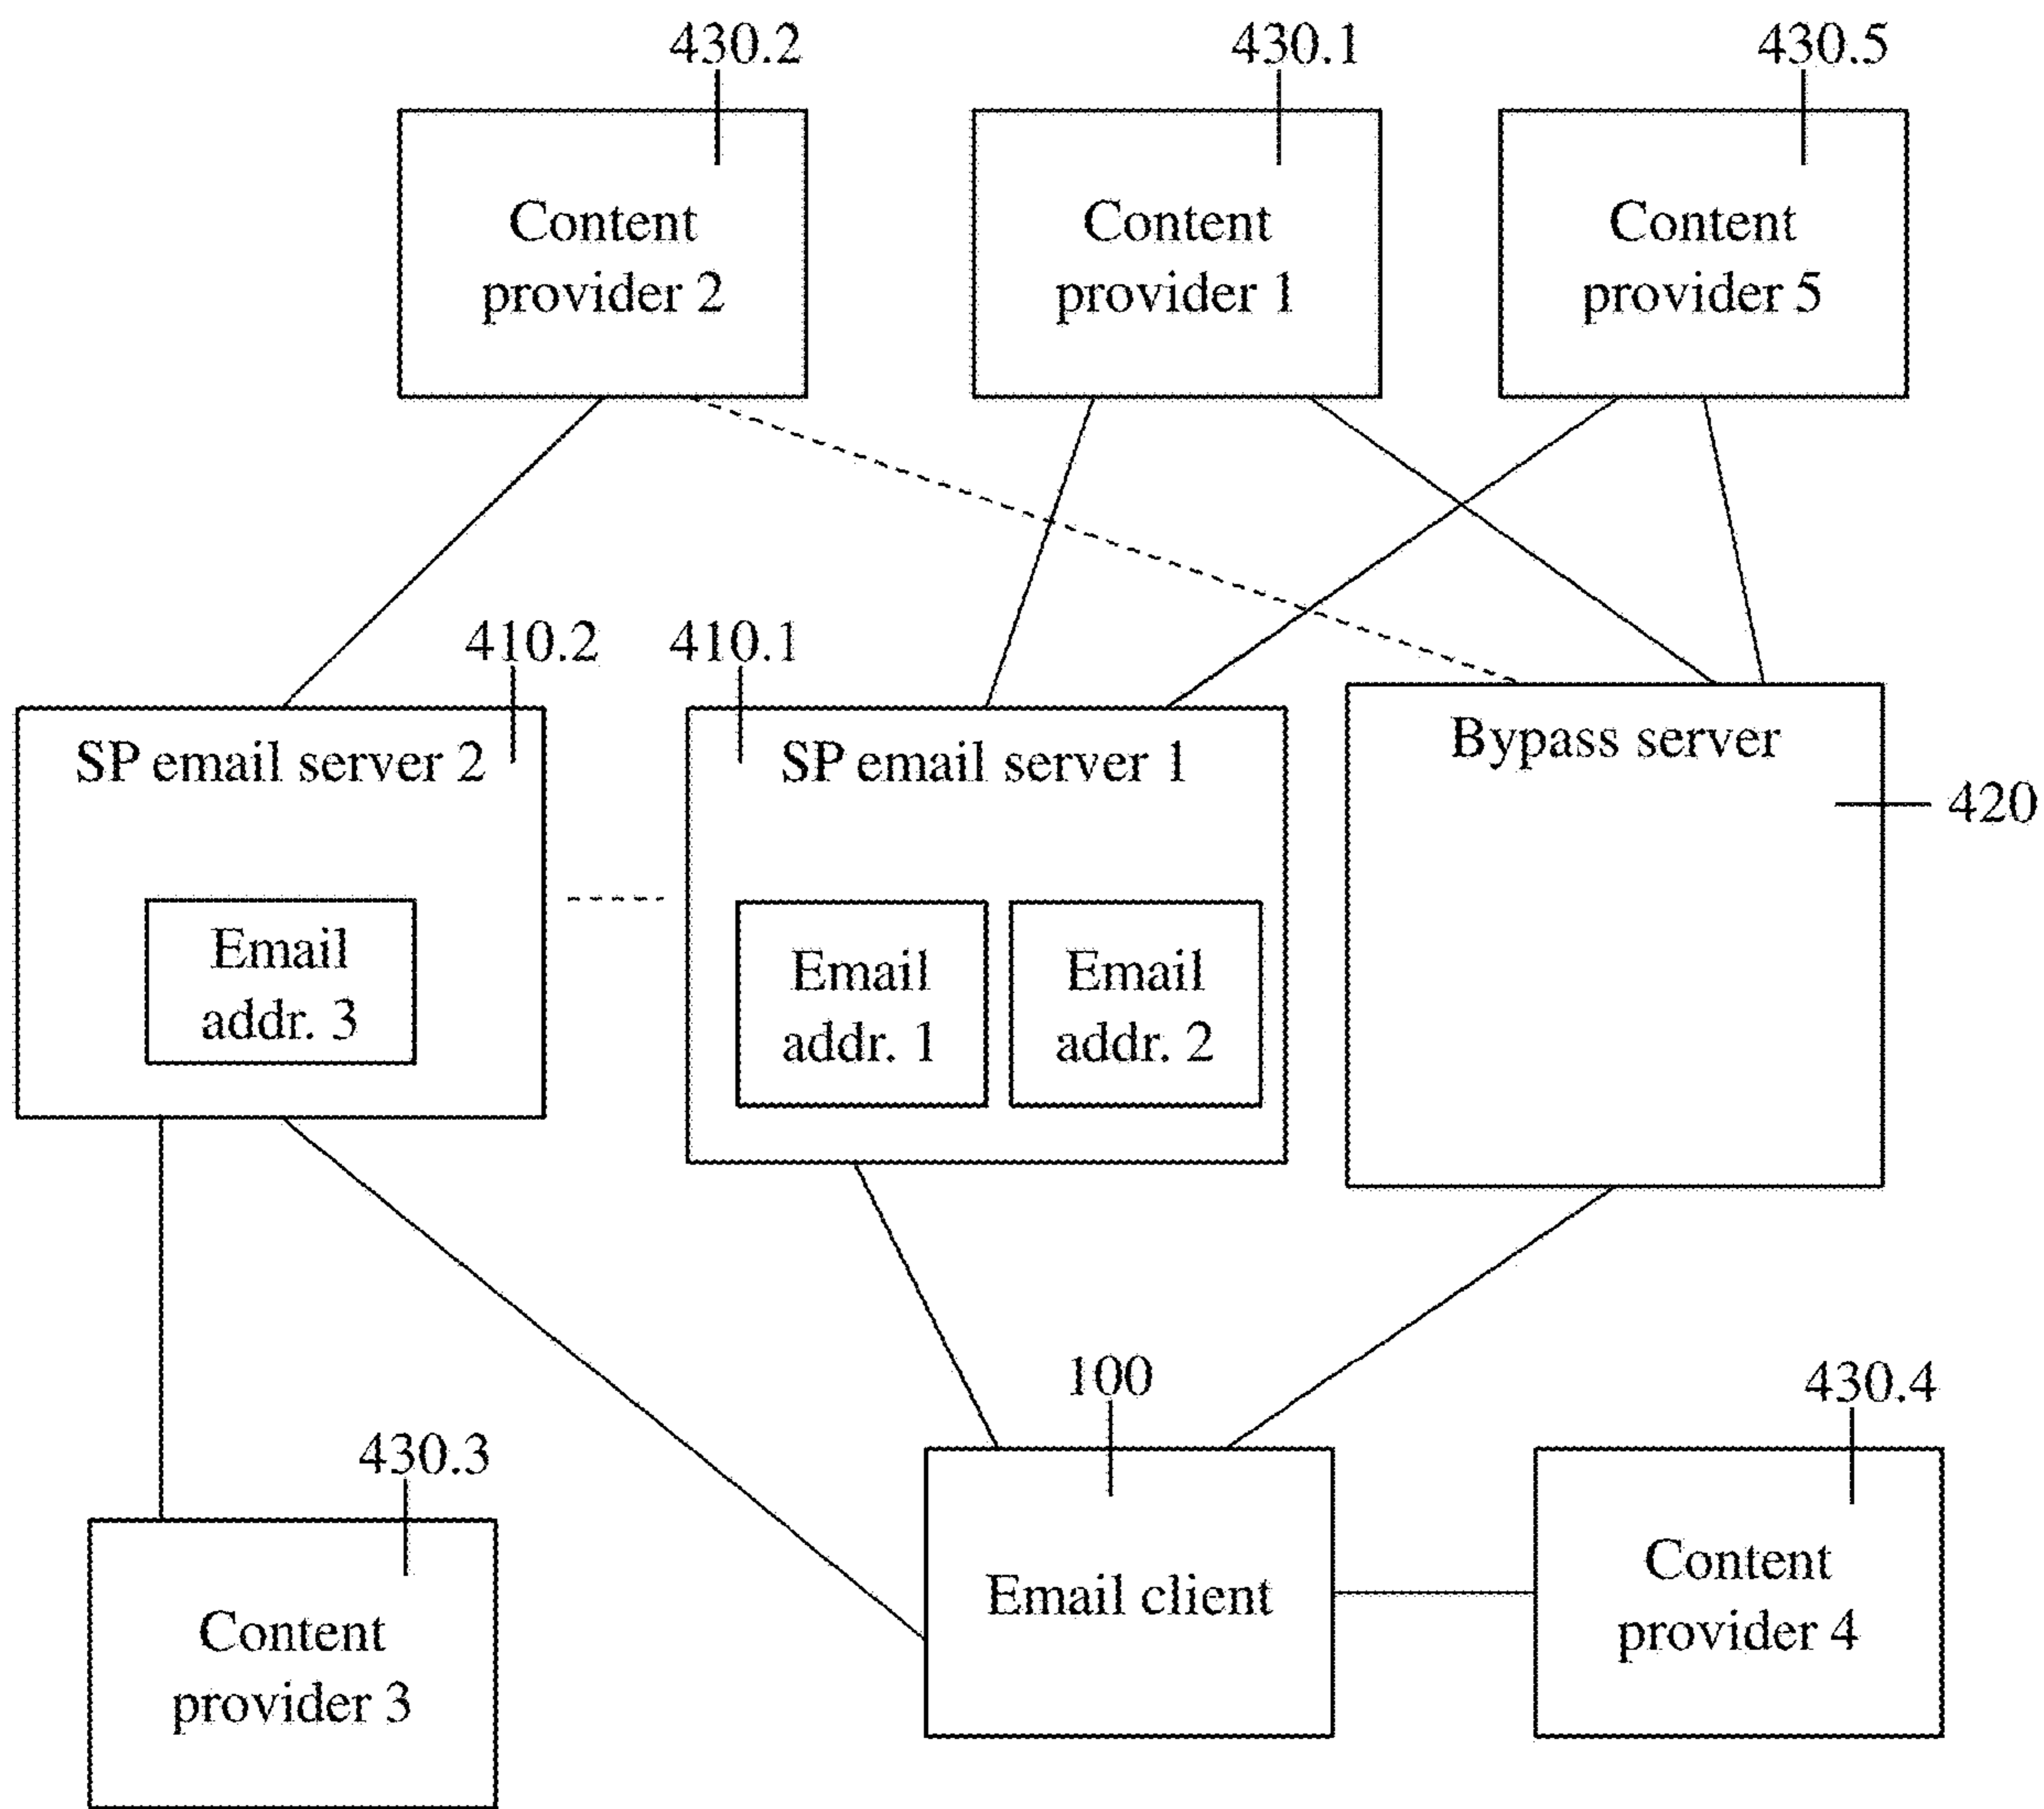 430.2
430.1
430.5
Content
provider 2
Content
provider 1
Content
provider 5
410.2
410.1
SP email server 2
SP email server 1
Bypass server
420
Email
addr. 3
Email
addr. 1
Email
addr. 2
100
430.4
430.3
Email client
Content
provider 4
Content
provider 3